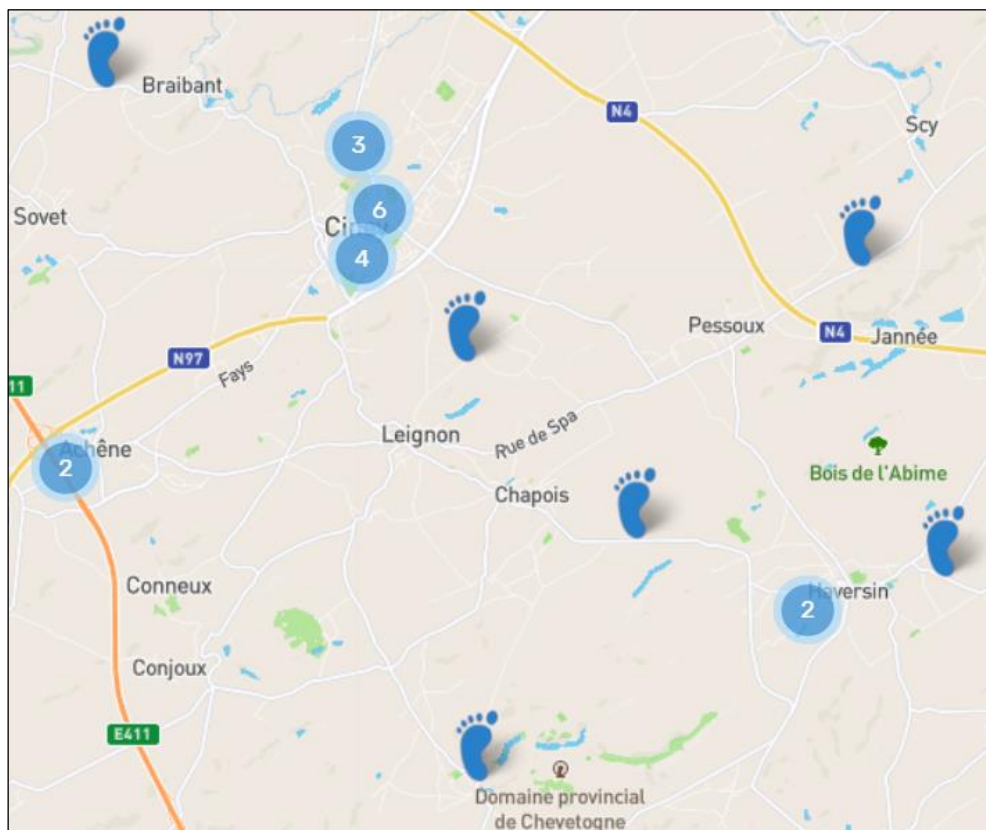 Braibant
N4
Scy
3
6
Sovet
4
Pessoux
N4
Jannée
N97
Fays
11
Leignon
Rue de Spa
Achêne
2
Bois de l'Abime
Chapois
Conneux
Haversin
2
Conjoux
E411
Domaine provincial
de Chevetogne